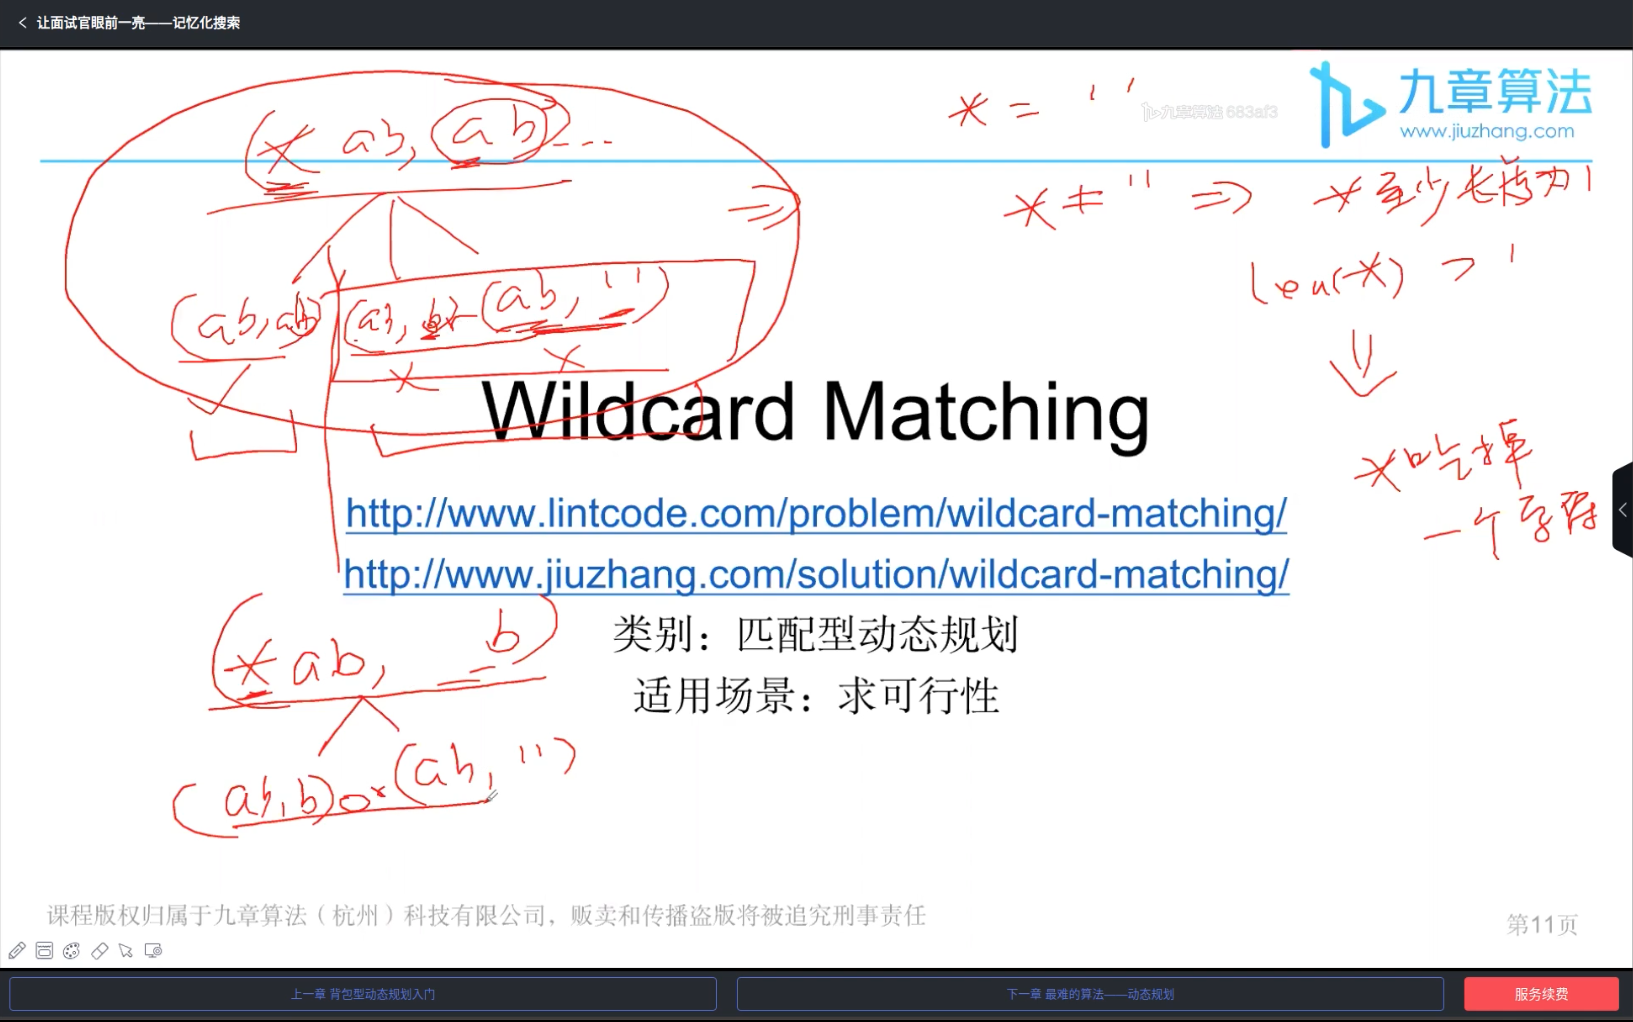 让面试官眼前一亮——记忆化搜索
九章算法
www.jiuzhang.com
九章算法 683af3
* = ''
* ≠ '' ⇒ *至少长度为1
(*ab, ab)...
⇒
len(*) > 1
(ab, ab) (ab, b) (ab, '')
Wildcard Matching
*吃掉
一个字符
http://www.lintcode.com/problem/wildcard-matching/
http://www.jiuzhang.com/solution/wildcard-matching/
类别：匹配型动态规划
(*ab, b)
适用场景：求可行性
(ab, b) or (ab, '')
课程版权归属于九章算法（杭州）科技有限公司，贩卖和传播盗版将被追究刑事责任
第11页
上一章 背包型动态规划入门
下一章 最难的算法——动态规划
服务续费